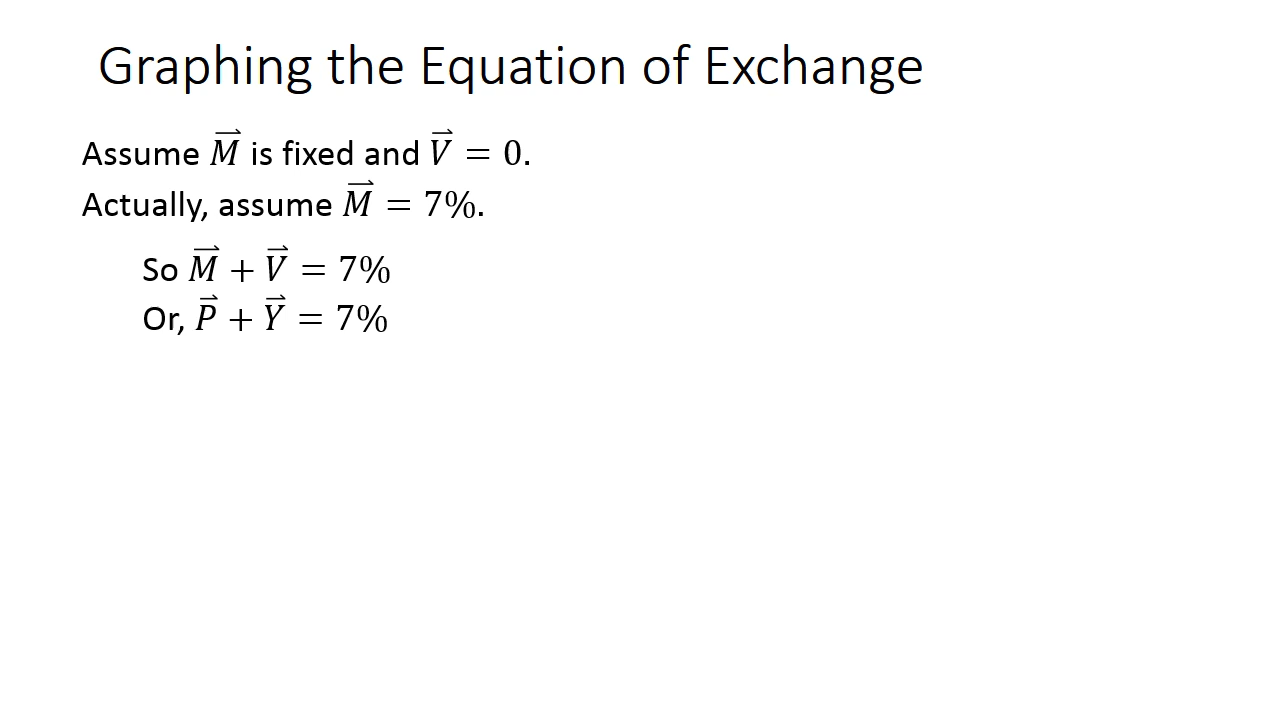 Graphing the Equation of Exchange
Assume M⃗ is fixed and V⃗ = 0.
Actually, assume M⃗ = 7%.
So M⃗ + V⃗ = 7%
Or, P⃗ + Y⃗ = 7%